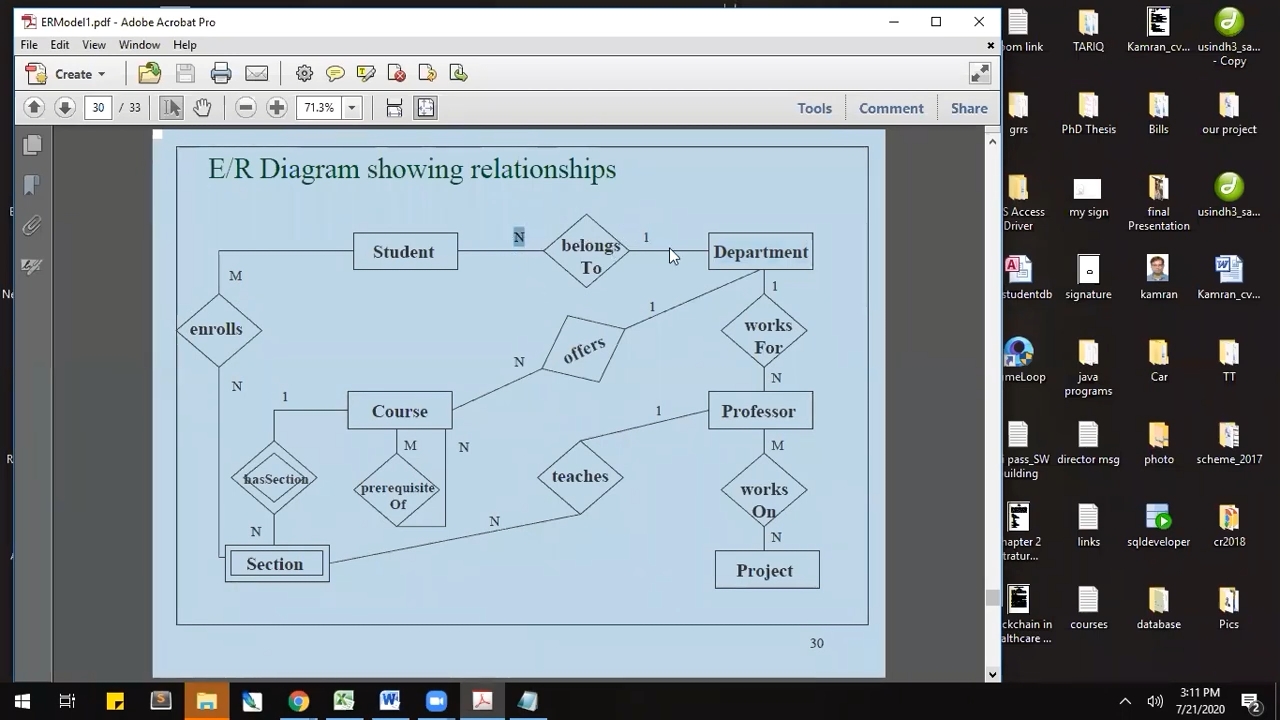 ERModel1.pdf - Adobe Acrobat Pro
File Edit View Window Help
Create
30 / 33 71.3% Tools Comment Share
E/R Diagram showing relationships
Student N belongs To 1 Department
M
1
enrolls
1
offers
N
works For
N
N
1
Course
1
Professor
M
N
M
hasSection
prerequisite Of
teaches
works On
N
N
N
Section
Project
30
om link
TARIQ
Kamran_cv...
usindh3_sa... - Copy
grrs
PhD Thesis
Bills
our project
S Access Driver
my sign
final Presentation
usindh3_sa...
studentdb
signature
kamran
Kamran_cv...
meLoop
java programs
Car
TT
i pass_SW
uilding
director msg
photo
scheme_2017
hapter 2
tratur...
links
sqldeveloper
cr2018
ckchain in
althcare ...
courses
database
Pics
3:11 PM
7/21/2020
2